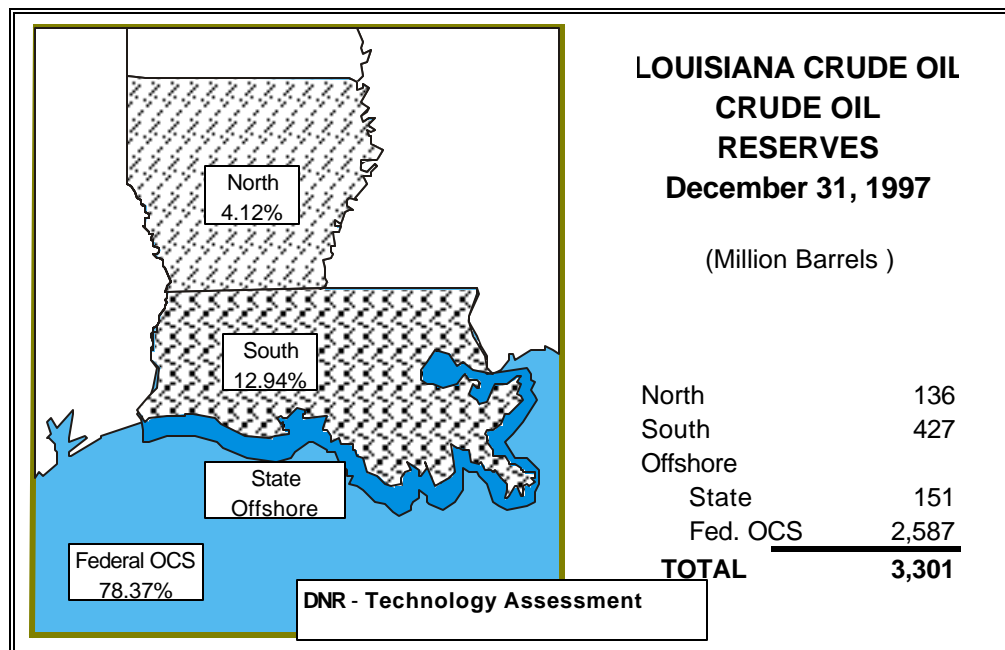 LOUISIANA CRUDE OIL
CRUDE OIL
RESERVES
December 31, 1997
(Million Barrels )
North
4.12%
South
12.94%
State
Offshore
Federal OCS
78.37%
DNR - Technology Assessment
North 136
South 427
Offshore
State 151
Fed. OCS 2,587
TOTAL 3,301